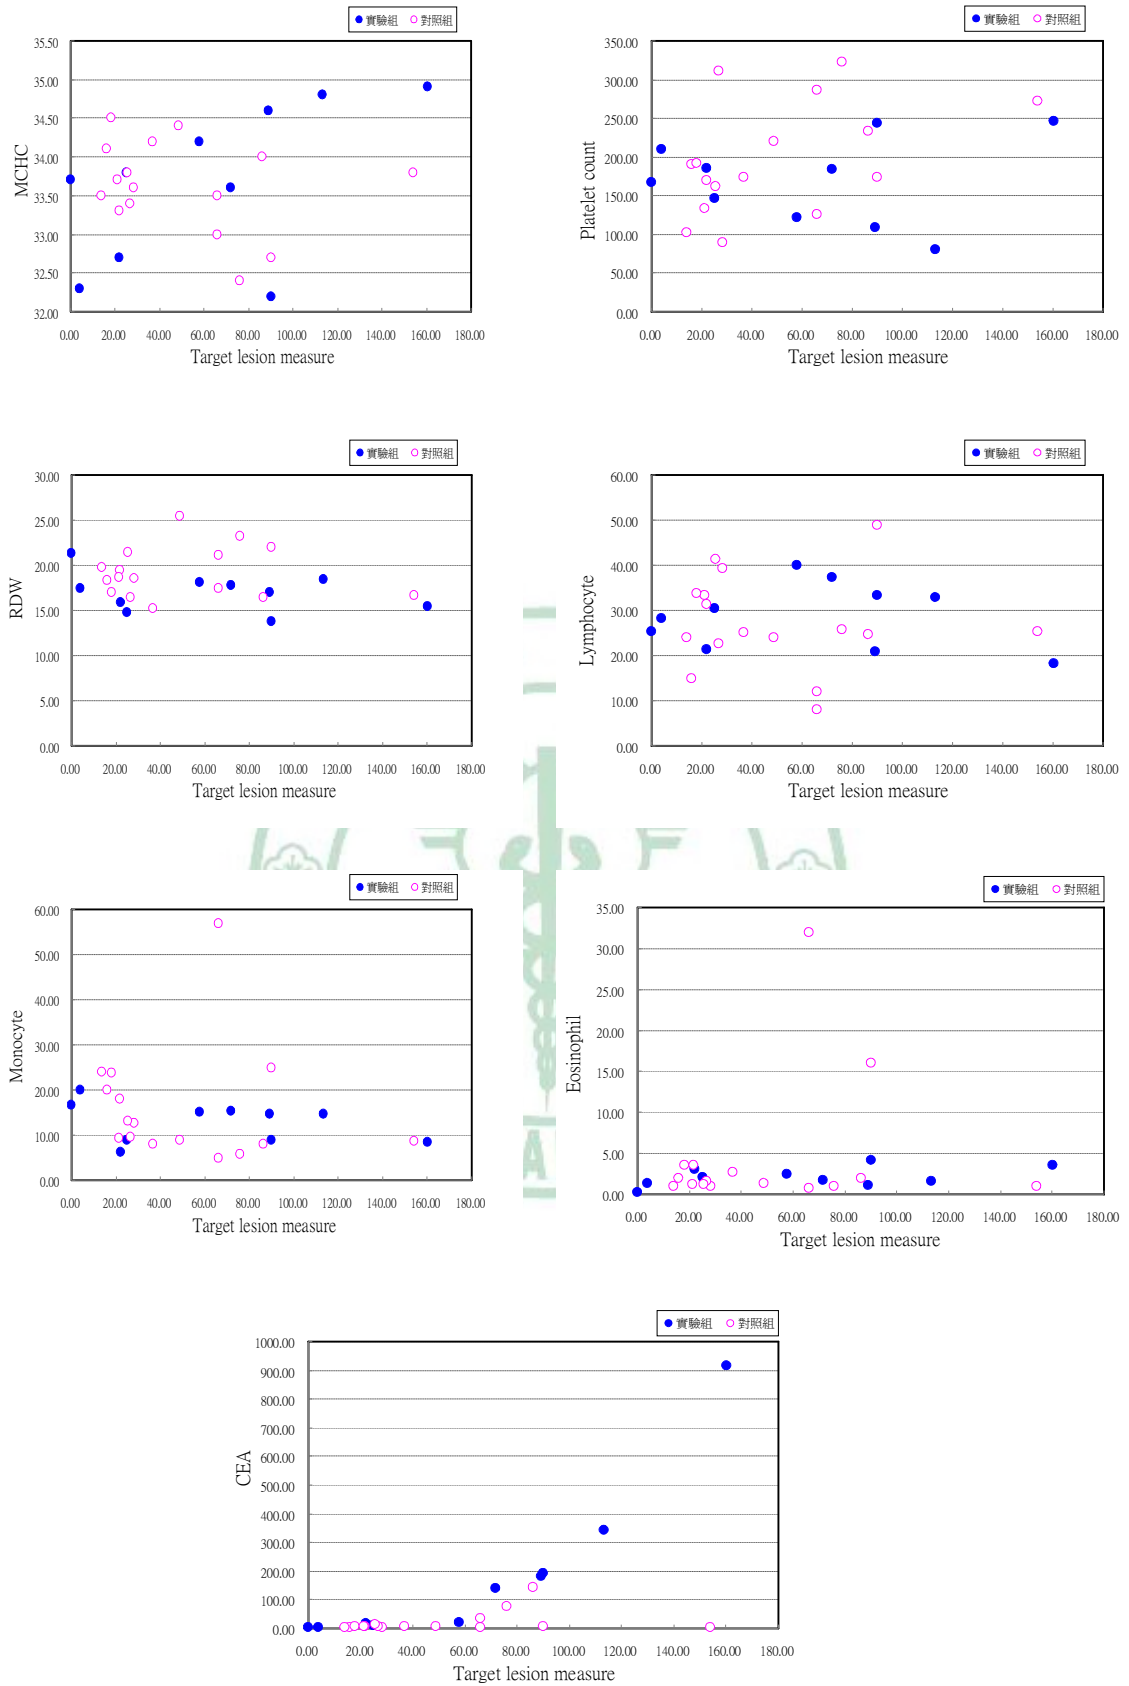 實驗組 對照組
35.50
35.00
34.50
34.00
33.50
33.00
32.50
32.00
MCHC
0.00 20.00 40.00 60.00 80.00 100.00 120.00 140.00 160.00 180.00
Target lesion measure
實驗組 對照組
350.00
300.00
250.00
200.00
150.00
100.00
50.00
0.00
Platelet count
0.00 20.00 40.00 60.00 80.00 100.00 120.00 140.00 160.00 180.00
Target lesion measure
實驗組 對照組
30.00
25.00
20.00
15.00
10.00
5.00
0.00
RDW
0.00 20.00 40.00 60.00 80.00 100.00 120.00 140.00 160.00 180.00
Target lesion measure
實驗組 對照組
60.00
50.00
40.00
30.00
20.00
10.00
0.00
Lymphocyte
0.00 20.00 40.00 60.00 80.00 100.00 120.00 140.00 160.00 180.00
Target lesion measure
實驗組 對照組
60.00
50.00
40.00
30.00
20.00
10.00
0.00
Monocyte
0.00 20.00 40.00 60.00 80.00 100.00 120.00 140.00 160.00 180.00
Target lesion measure
實驗組 對照組
35.00
30.00
25.00
20.00
15.00
10.00
5.00
0.00
Eosinophil
0.00 20.00 40.00 60.00 80.00 100.00 120.00 140.00 160.00 180.00
Target lesion measure
實驗組 對照組
1000.00
900.00
800.00
700.00
600.00
500.00
400.00
300.00
200.00
100.00
0.00
CEA
0.00 20.00 40.00 60.00 80.00 100.00 120.00 140.00 160.00 180.00
Target lesion measure